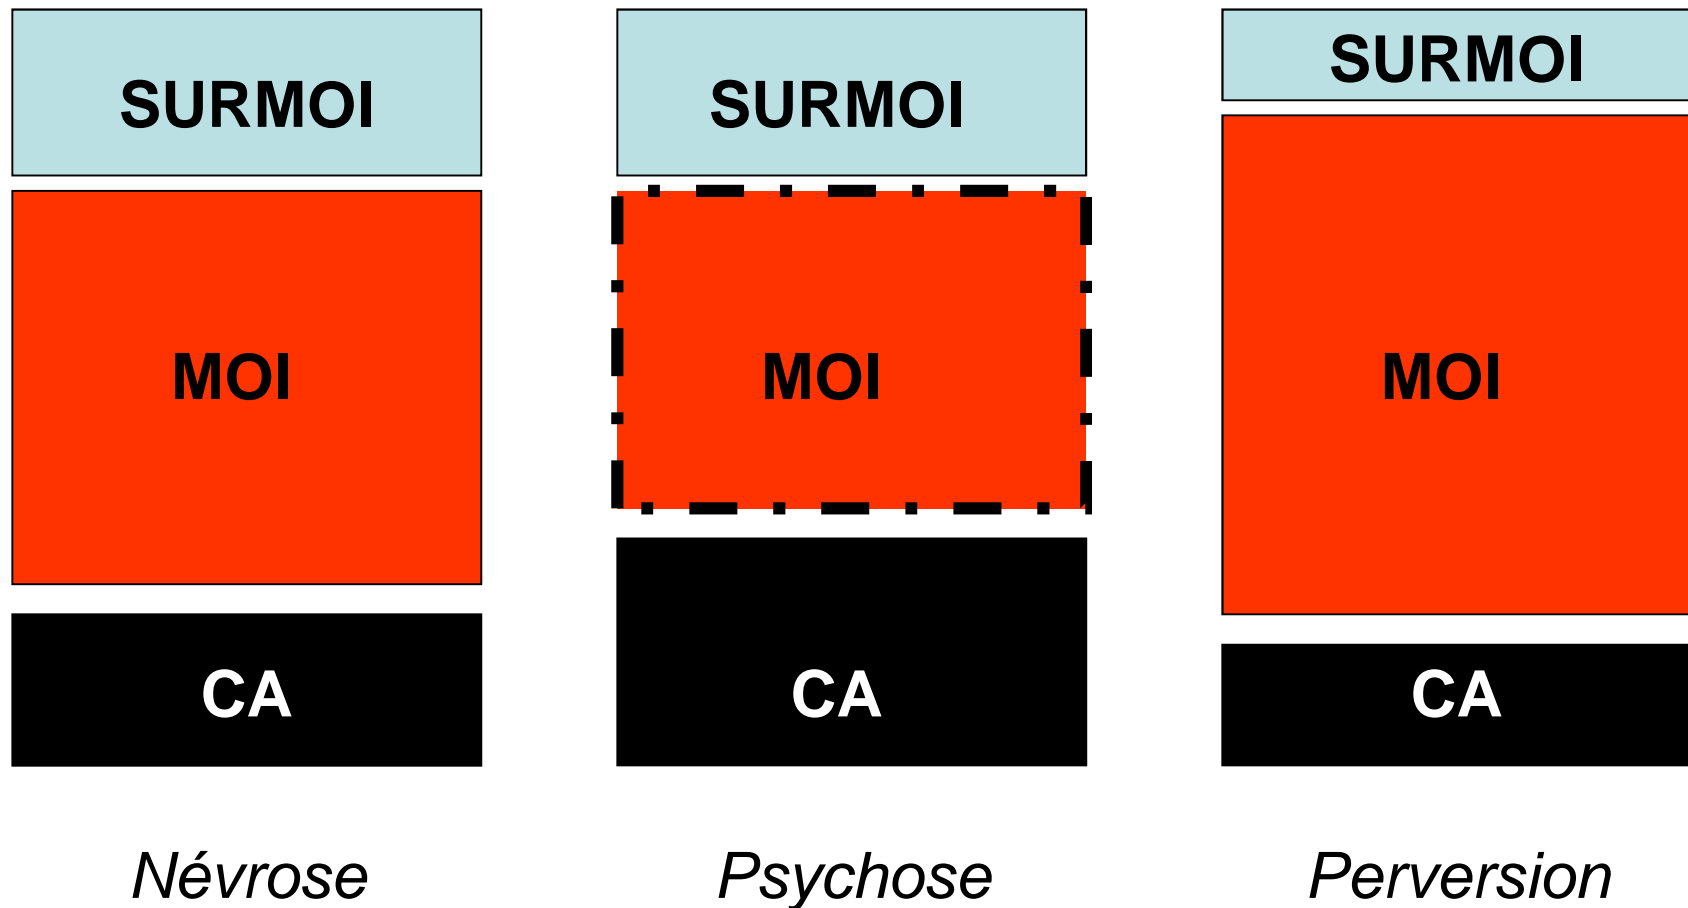 SURMOI
MOI
CA
Névrose
SURMOI
MOI
CA
Psychose
SURMOI
MOI
CA
Perversion